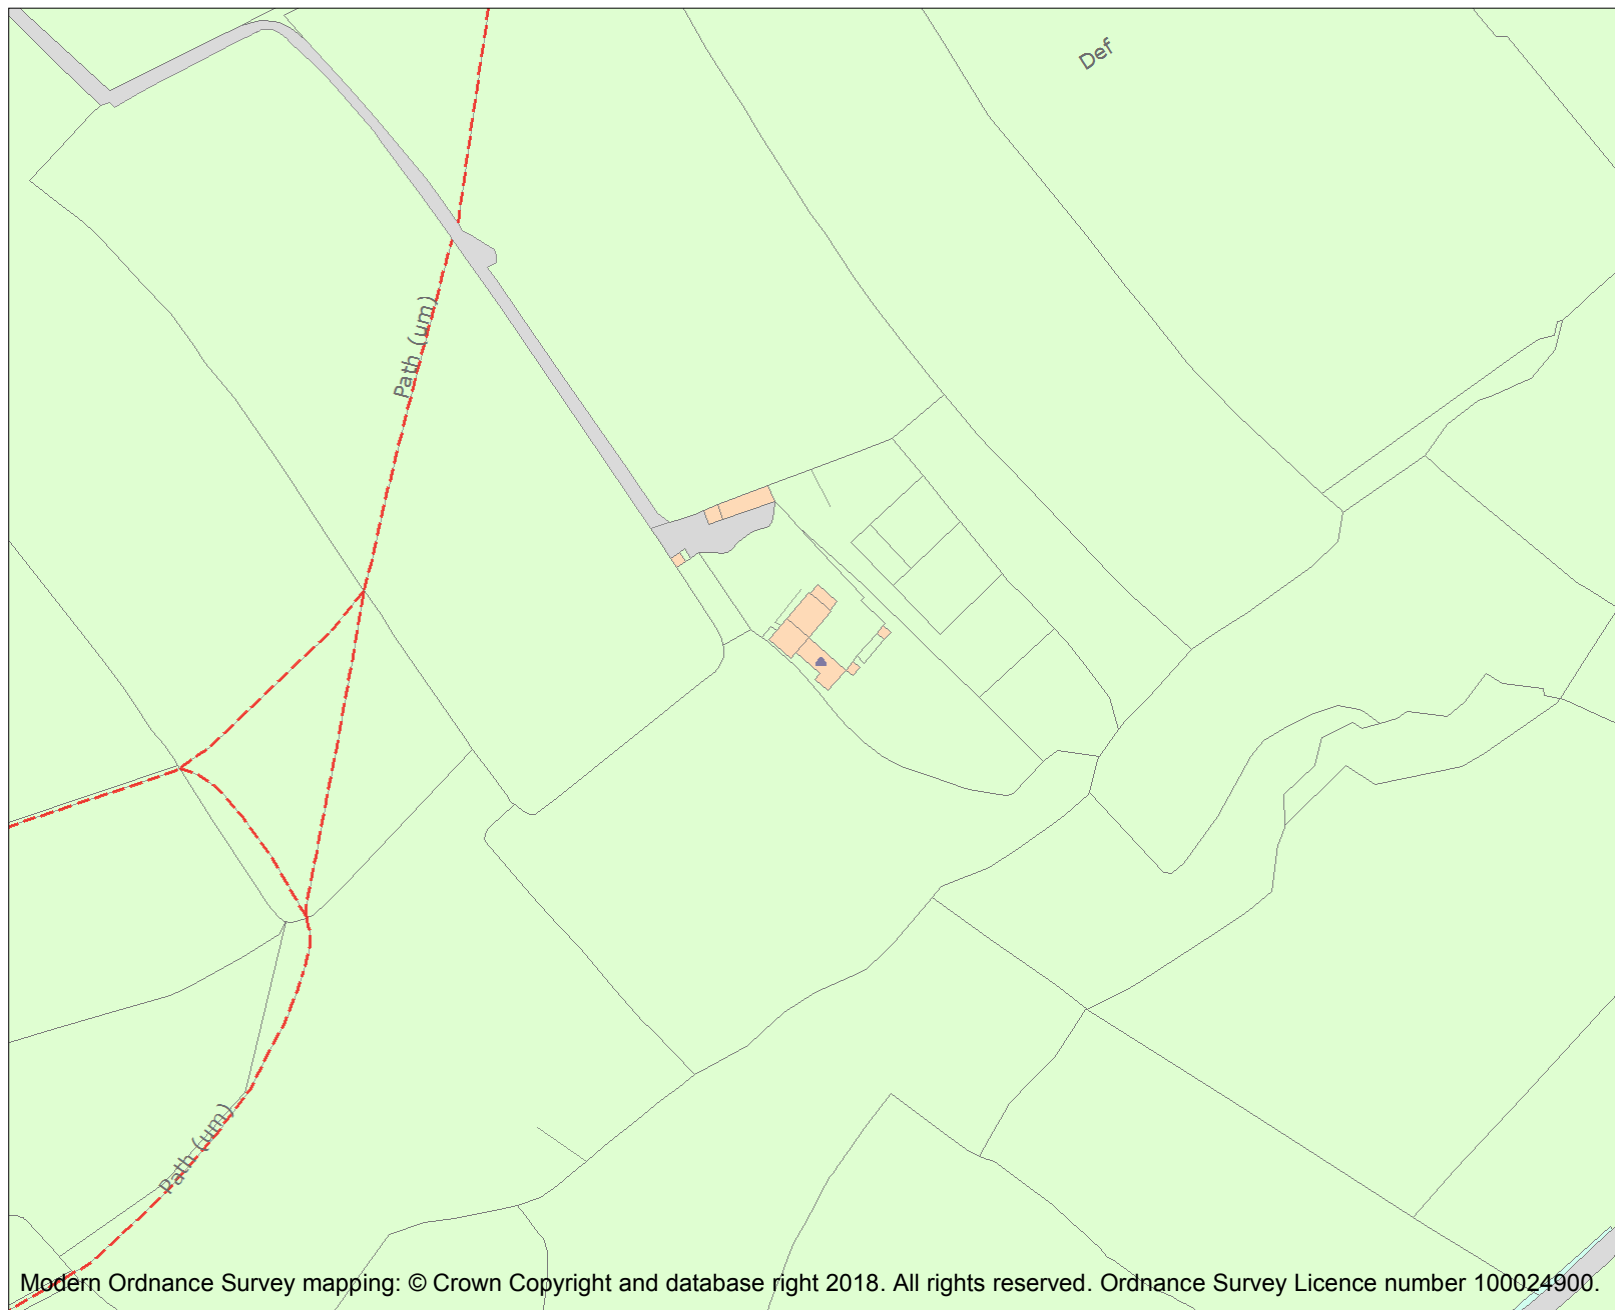 Def
Path (um)
Path (um)
Modern Ordnance Survey mapping: © Crown Copyright and database right 2018. All rights reserved. Ordnance Survey Licence number 100024900.